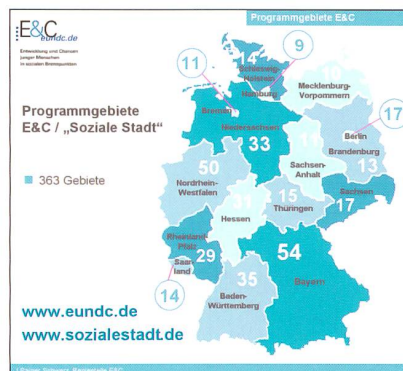 E&C
eundc.de
Entwicklung und Chancen
junger Menschen
in sozialen Brennpunkten
Programmgebiete E&C
Programmgebiete
E&C / „Soziale Stadt“
363 Gebiete
14
Schleswig-
Holstein
9
Hamburg
Mecklenburg-
Vorpommern
11
Bremen
Niedersachsen
33
17
Berlin
Brandenburg
13
11
Sachsen-
Anhalt
50
Nordrhein-
Westfalen
31
Hessen
15
Thüringen
Sachsen
17
Rheinland-
Pfalz
29
Saar-
land
14
35
Baden-
Württemberg
54
Bayern
www.eundc.de
www.sozialestadt.de